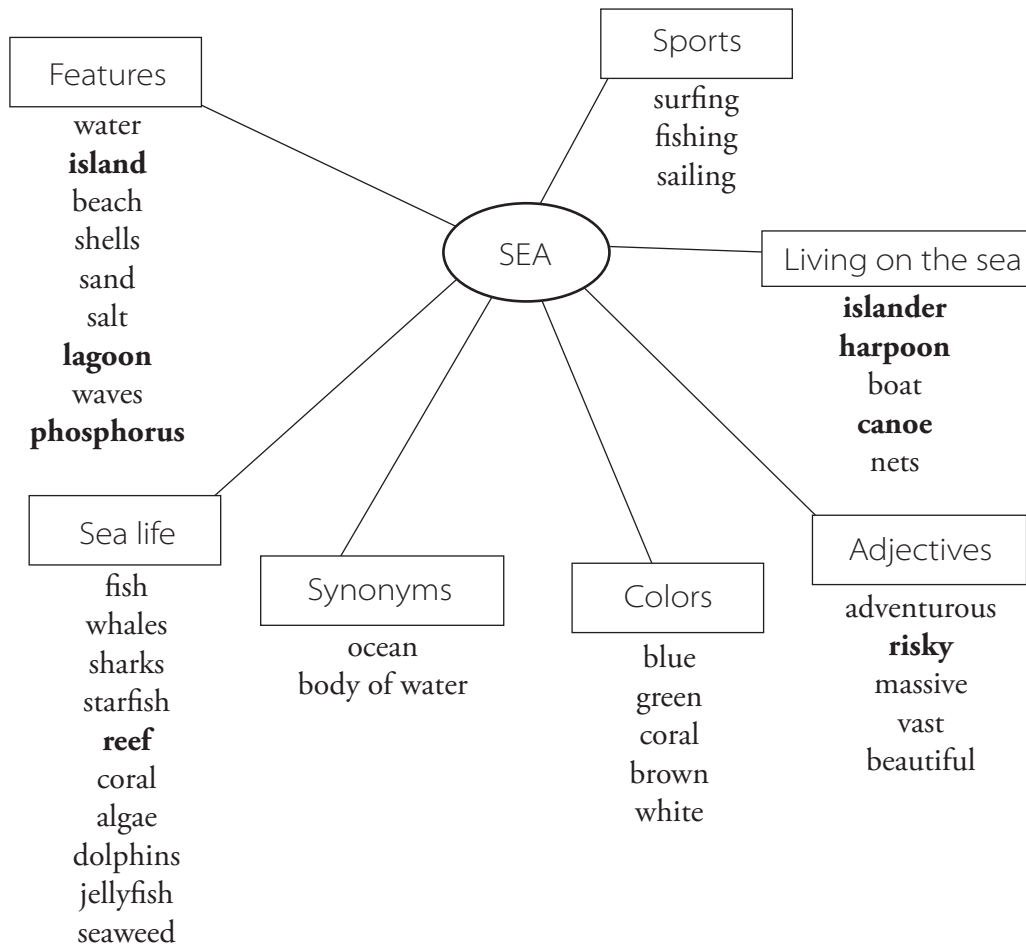 Features
water
island
beach
shells
sand
salt
lagoon
waves
phosphorus
Sports
surfing
fishing
sailing
SEA
Living on the sea
islander
harpoon
boat
canoe
nets
Sea life
fish
whales
sharks
starfish
reef
coral
algae
dolphins
jellyfish
seaweed
Synonyms
ocean
body of water
Colors
blue
green
coral
brown
white
Adjectives
adventurous
risky
massive
vast
beautiful